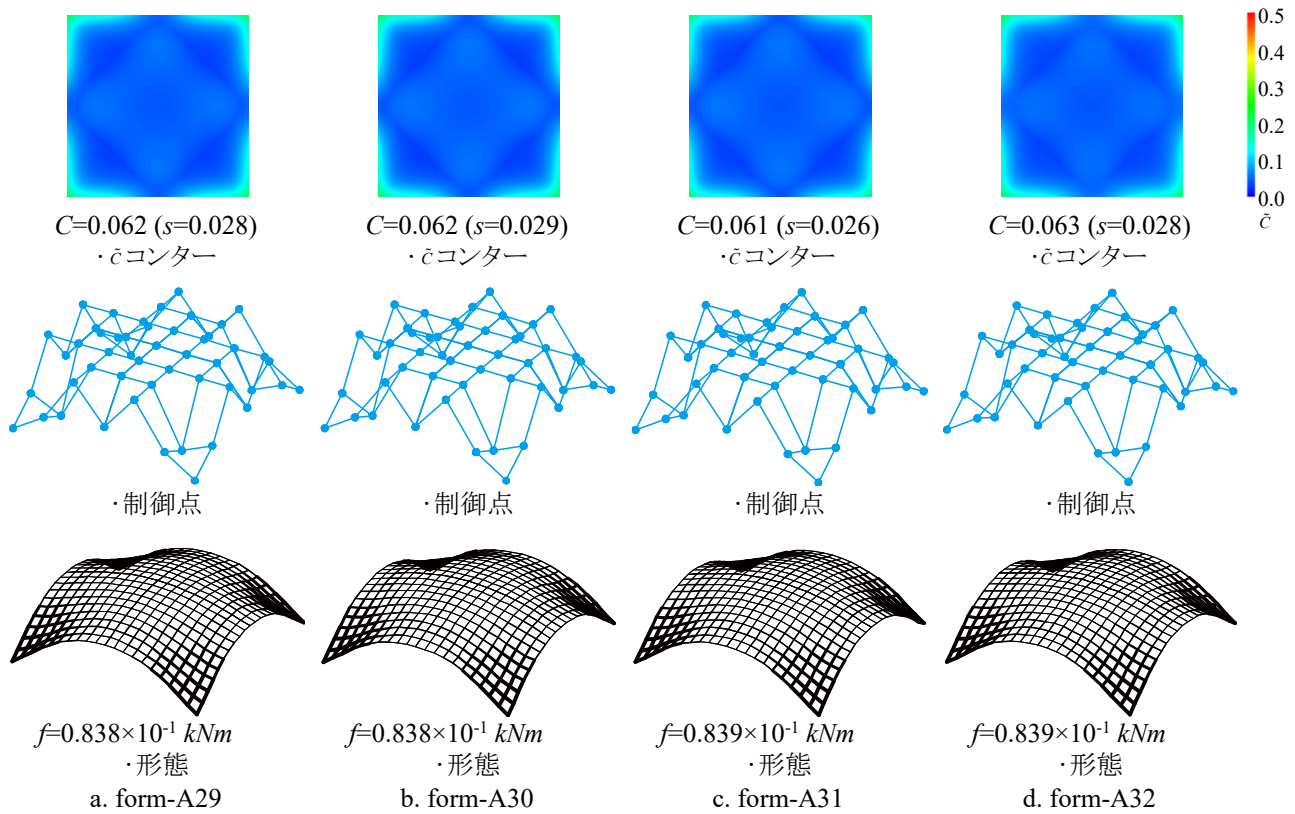 0.5
0.4
0.3
0.2
0.1
0.0
c̃
C=0.062 (s=0.028) C=0.062 (s=0.029) C=0.061 (s=0.026) C=0.063 (s=0.028)
・c̃コンター ・c̃コンター ・c̃コンター ・c̃コンター
・制御点 ・制御点 ・制御点 ・制御点
f=0.838×10⁻¹ kNm f=0.838×10⁻¹ kNm f=0.839×10⁻¹ kNm f=0.839×10⁻¹ kNm
・形態 ・形態 ・形態 ・形態
a. form-A29 b. form-A30 c. form-A31 d. form-A32